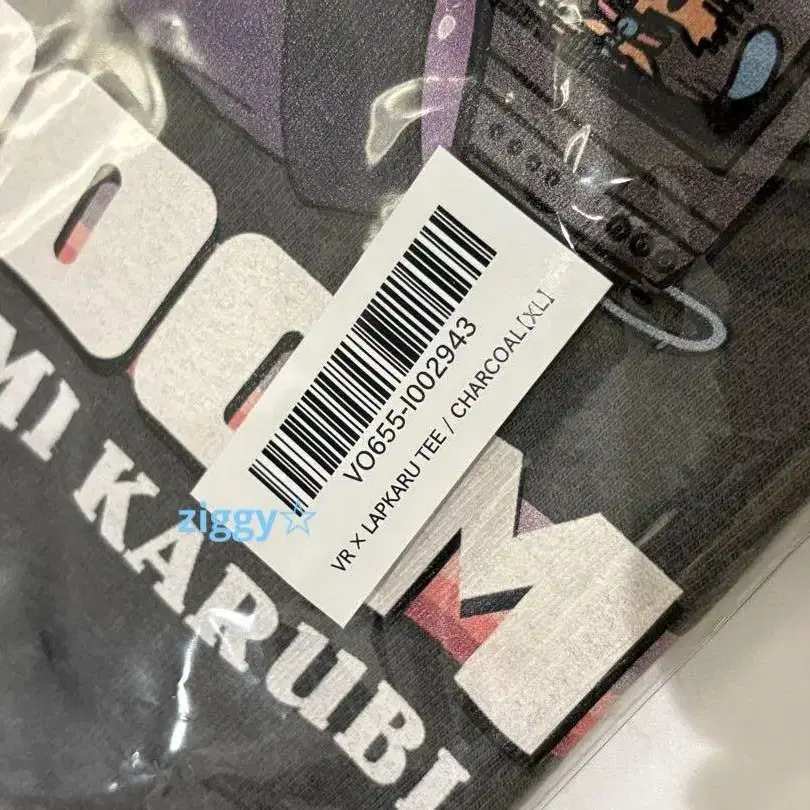 VO655-I002943
VR X LAPKARU TEE / CHARCOAL [XL]
ziggy☆
MI KARUBI